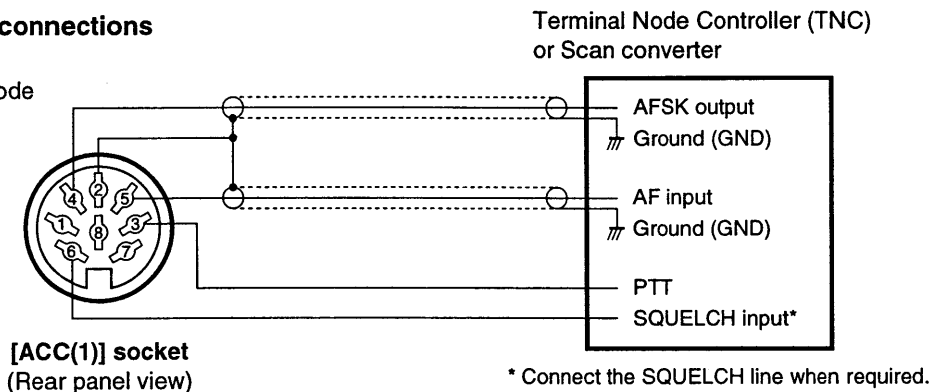 connections
ode
Terminal Node Controller (TNC)
or Scan converter
AFSK output
Ground (GND)
AF input
Ground (GND)
PTT
SQUELCH input*
4
2
5
1
8
3
6
7
[ACC(1)] socket
(Rear panel view)
* Connect the SQUELCH line when required.